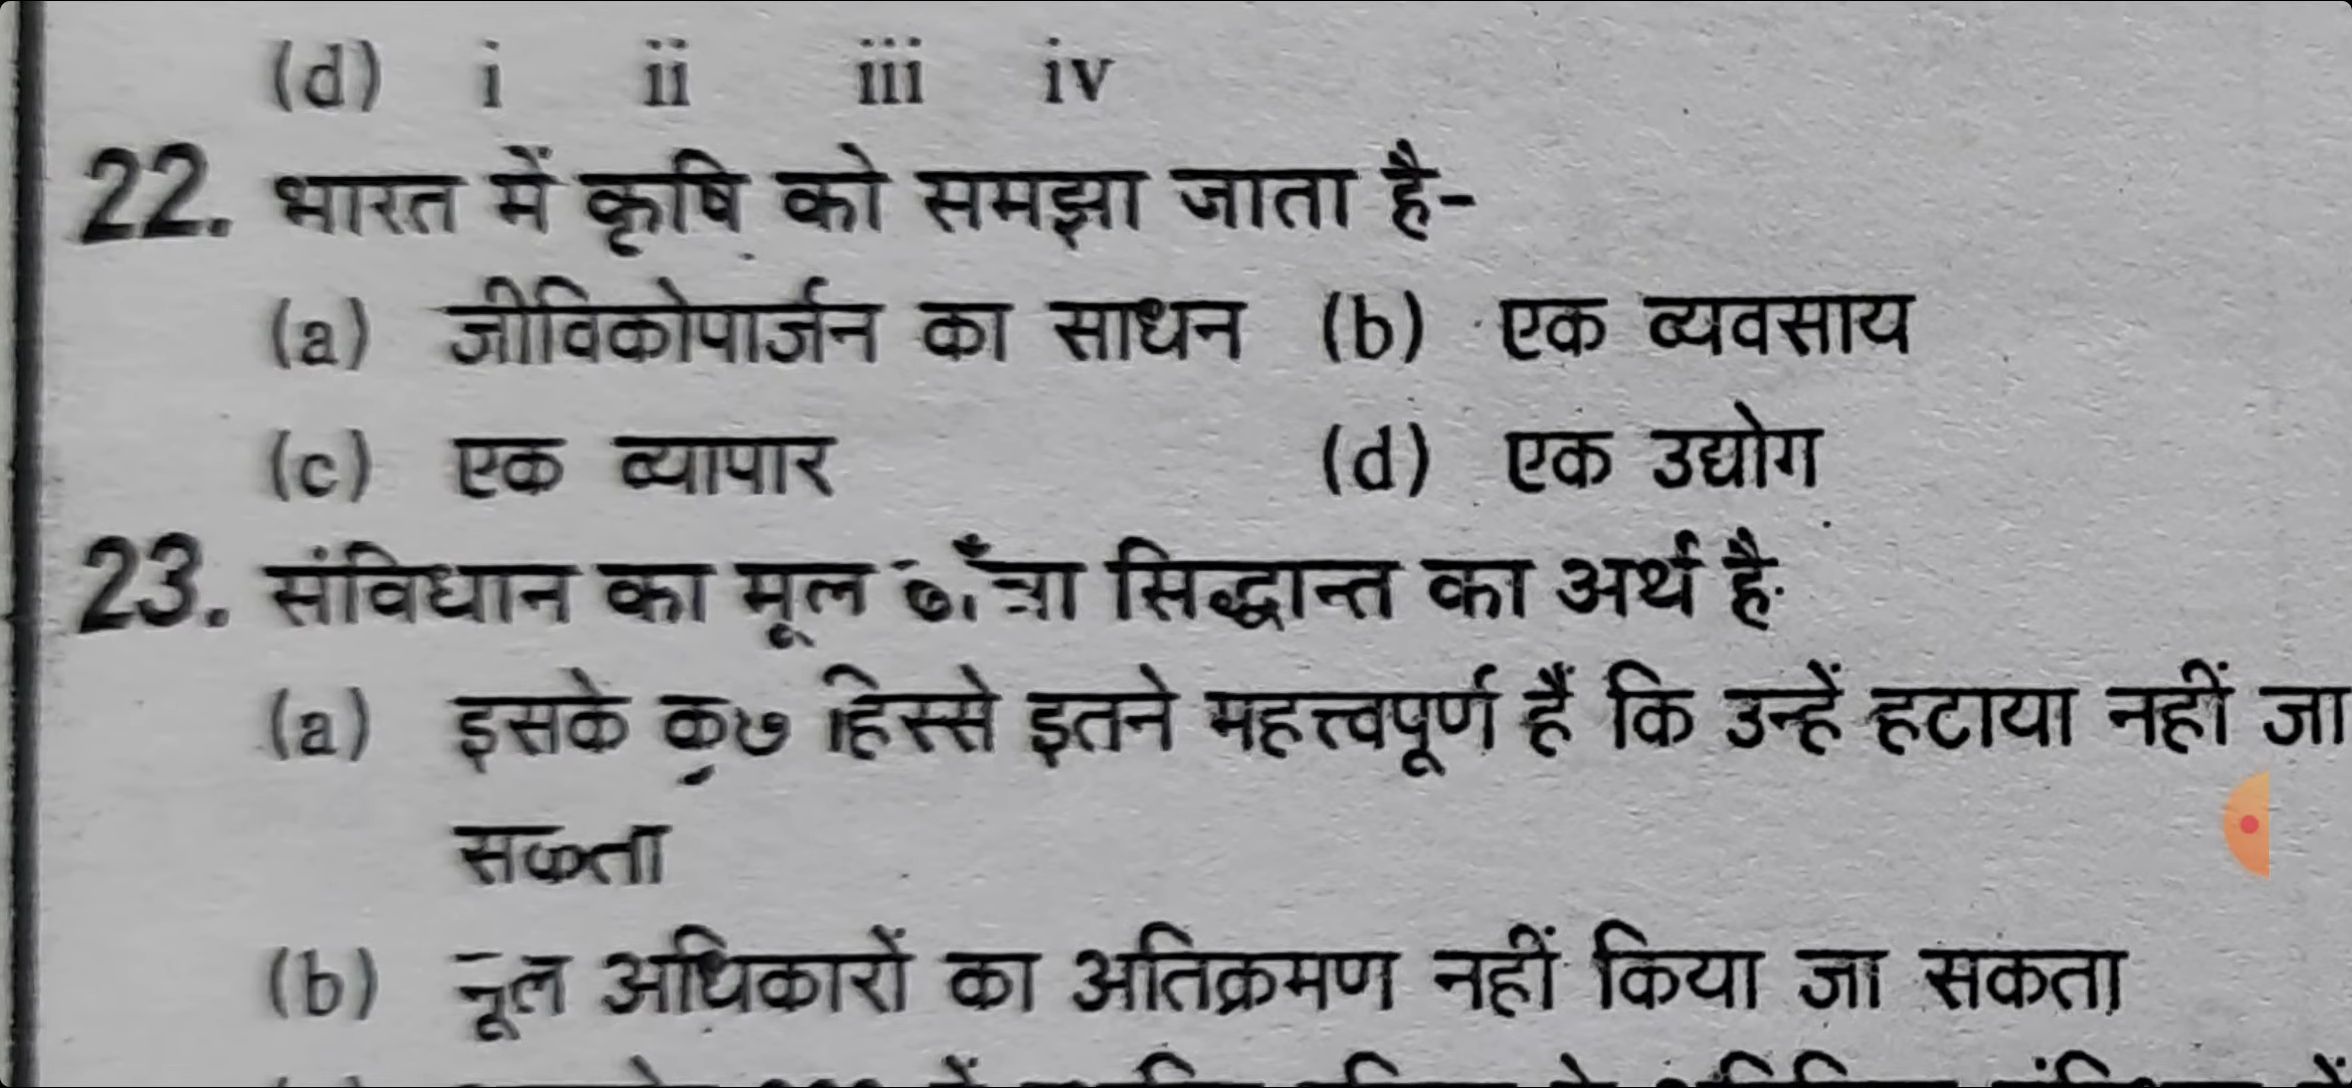 (d) i ii iii iv
22. भारत में कृषि को समझा जाता है-
(a) जीविकोपार्जन का साधन (b) एक व्यवसाय
(c) एक व्यापार (d) एक उद्योग
23. संविधान का मूल सिद्धान्त का अर्थ है-
(a) इसके कुछ हिस्से इतने महत्त्वपूर्ण हैं कि उन्हें हटाया नहीं जा
सकता
(b) मूल अधिकारों का अतिक्रमण नहीं किया जा सकता